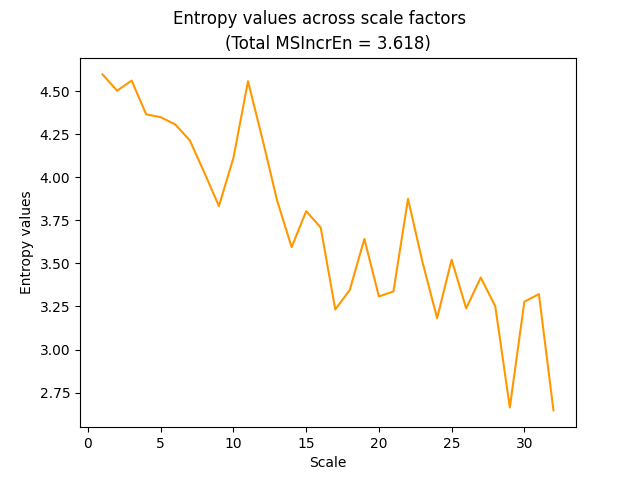 Entropy values across scale factors
(Total MSIncrEn = 3.618)
4.50
4.25
4.00
3.75
3.50
3.25
3.00
2.75
Entropy values
0 5 10 15 20 25 30
Scale